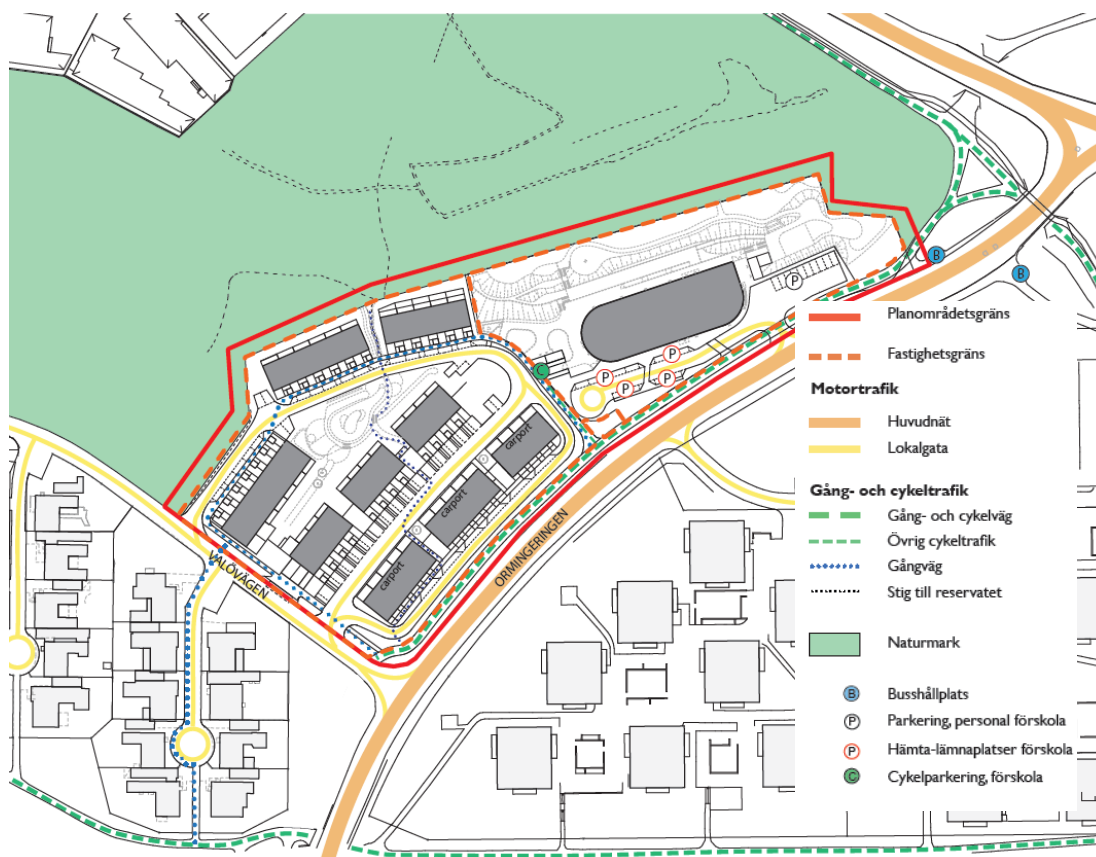 B
B
P
P
P
P
P
C
carport
carport
carport
VALÖVÄGEN
ORMINGERINGEN
Planområdetsgräns
Fastighetsgräns
Motortrafik
Huvudnät
Lokalgata
Gång- och cykeltrafik
Gång- och cykelväg
Övrig cykeltrafik
Gångväg
Stig till reservatet
Naturmark
B Busshållplats
P Parkering, personal förskola
P Hämta-lämnaplatser förskola
C Cykelparkering, förskola